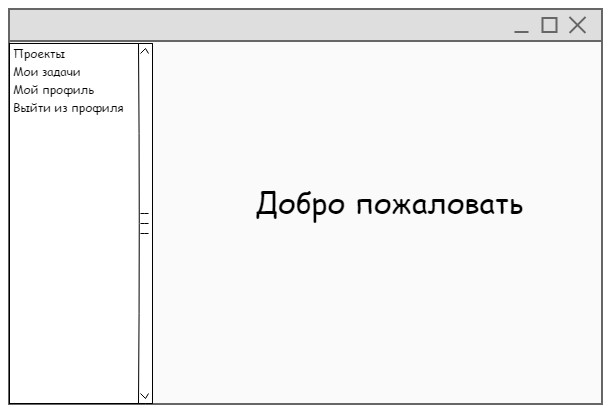 Проекты
Мои задачи
Мой профиль
Выйти из профиля
Добро пожаловать